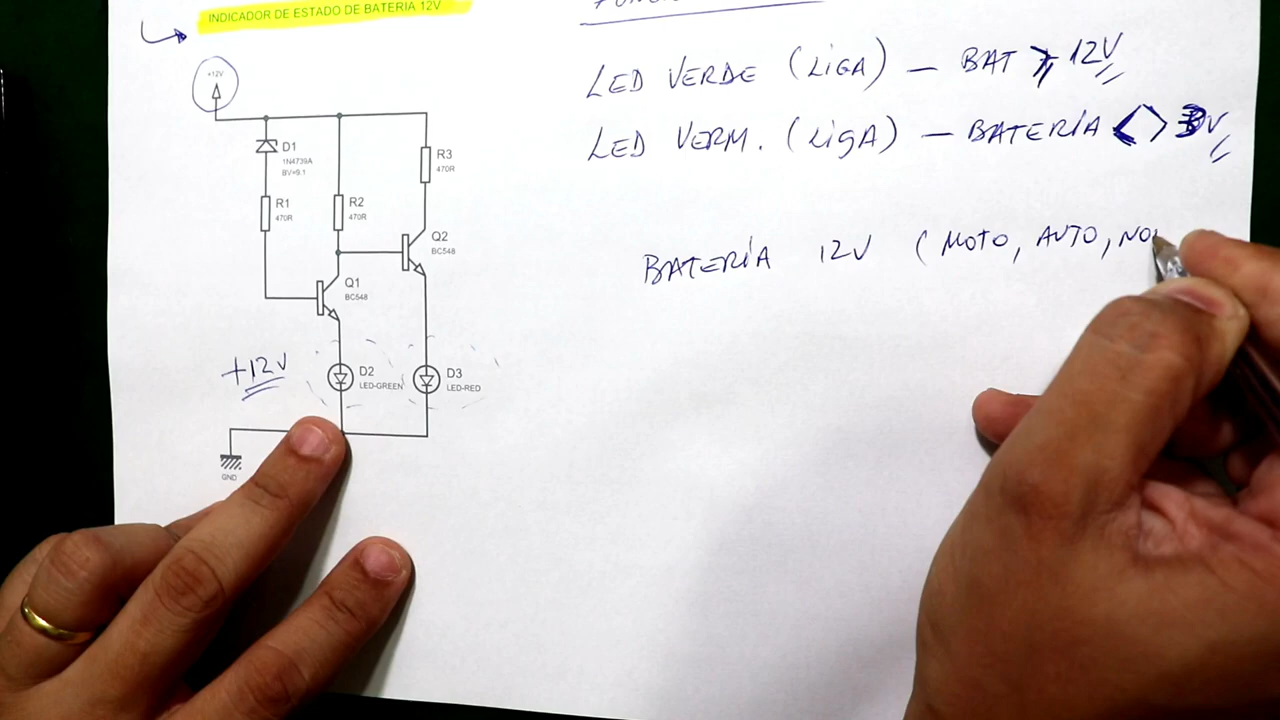 INDICADOR DE ESTADO DE BATERIA 12V
LED VERDE (LIGA) — BAT > 12V
LED VERM. (LIGA) — BATERÍA
BATERÍA 12V (MOTO, AUTO, NO
+12V
D1
1N4739A
BV=9.1
R1
470R
R2
470R
R3
470R
Q2
BC548
Q1
BC548
+12V
D2
LED-GREEN
D3
LED-RED
GND